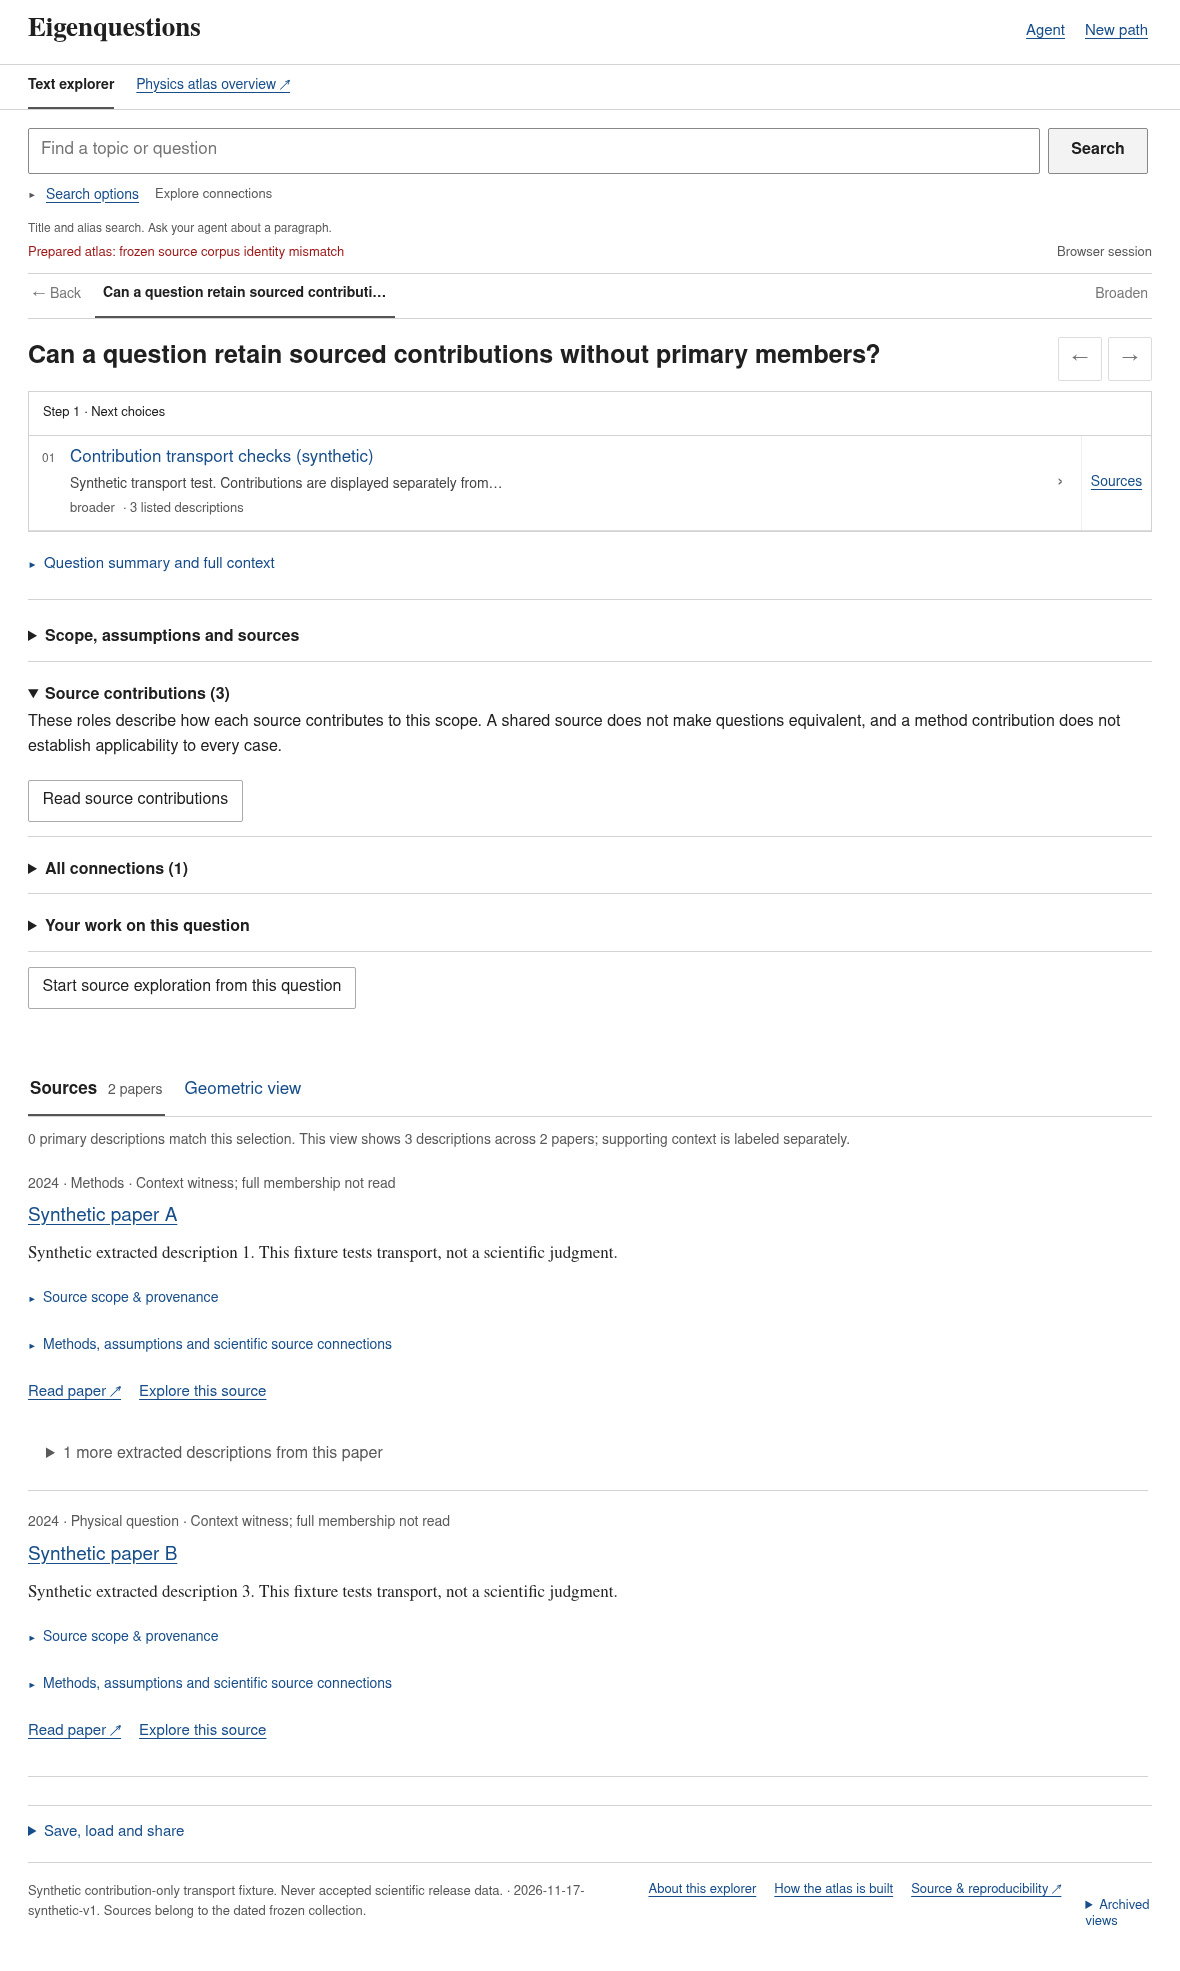 Eigenquestions
Agent New path
Text explorer Physics atlas overview ↗
Find a topic or question Search
▸ Search options Explore connections
Title and alias search. Ask your agent about a paragraph.
Prepared atlas: frozen source corpus identity mismatch Browser session
← Back Can a question retain sourced contributi… Broaden
Can a question retain sourced contributions without primary members? ← →
Step 1 · Next choices
01 Contribution transport checks (synthetic)
Synthetic transport test. Contributions are displayed separately from…
broader · 3 listed descriptions
› Sources
▸ Question summary and full context
▶ Scope, assumptions and sources
▼ Source contributions (3)
These roles describe how each source contributes to this scope. A shared source does not make questions equivalent, and a method contribution does not
establish applicability to every case.
Read source contributions
▶ All connections (1)
▶ Your work on this question
Start source exploration from this question
Sources 2 papers Geometric view
0 primary descriptions match this selection. This view shows 3 descriptions across 2 papers; supporting context is labeled separately.
2024 · Methods · Context witness; full membership not read
Synthetic paper A
Synthetic extracted description 1. This fixture tests transport, not a scientific judgment.
▸ Source scope & provenance
▸ Methods, assumptions and scientific source connections
Read paper ↗ Explore this source
▶ 1 more extracted descriptions from this paper
2024 · Physical question · Context witness; full membership not read
Synthetic paper B
Synthetic extracted description 3. This fixture tests transport, not a scientific judgment.
▸ Source scope & provenance
▸ Methods, assumptions and scientific source connections
Read paper ↗ Explore this source
▶ Save, load and share
Synthetic contribution-only transport fixture. Never accepted scientific release data. · 2026-11-17-
synthetic-v1. Sources belong to the dated frozen collection.
About this explorer How the atlas is built Source & reproducibility ↗
▶ Archived
views